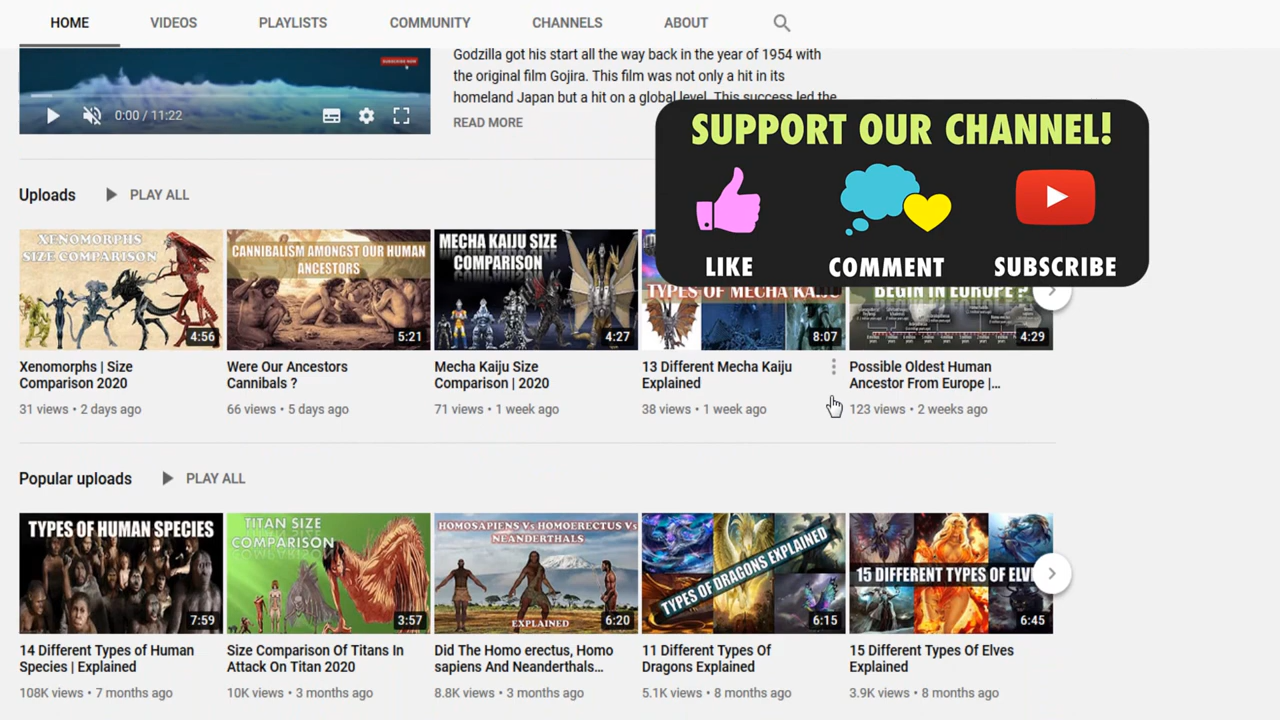 HOME VIDEOS PLAYLISTS COMMUNITY CHANNELS ABOUT
SUBSCRIBE NOW
0:00 / 11:22
Godzilla got his start all the way back in the year of 1954 with
the original film Gojira. This film was not only a hit in its
homeland Japan but a hit on a global level. This success led the
READ MORE
SUPPORT OUR CHANNEL!
LIKE COMMENT SUBSCRIBE
Uploads PLAY ALL
XENOMORPHS
SIZE COMPARISON
4:56
Xenomorphs | Size
Comparison 2020
31 views • 2 days ago
CANNIBALISM AMONGST OUR HUMAN
ANCESTORS
5:21
Were Our Ancestors
Cannibals ?
66 views • 5 days ago
MECHA KAIJU SIZE
COMPARISON
4:27
Mecha Kaiju Size
Comparison | 2020
71 views • 1 week ago
TYPES OF MECHA KAIJU
8:07
13 Different Mecha Kaiju
Explained
38 views • 1 week ago
BEGIN IN EUROPE ?
4:29
Possible Oldest Human
Ancestor From Europe |...
123 views • 2 weeks ago
Popular uploads PLAY ALL
TYPES OF HUMAN SPECIES
7:59
14 Different Types of Human
Species | Explained
108K views • 7 months ago
TITAN SIZE
COMPARISON
3:57
Size Comparison Of Titans In
Attack On Titan 2020
10K views • 3 months ago
HOMOSAPIENS Vs HOMOERECTUS Vs
NEANDERTHALS
EXPLAINED
6:20
Did The Homo erectus, Homo
sapiens And Neanderthals...
8.8K views • 3 months ago
TYPES OF DRAGONS EXPLAINED
6:15
11 Different Types Of
Dragons Explained
5.1K views • 8 months ago
15 DIFFERENT TYPES OF ELV
6:45
15 Different Types Of Elves
Explained
3.9K views • 8 months ago